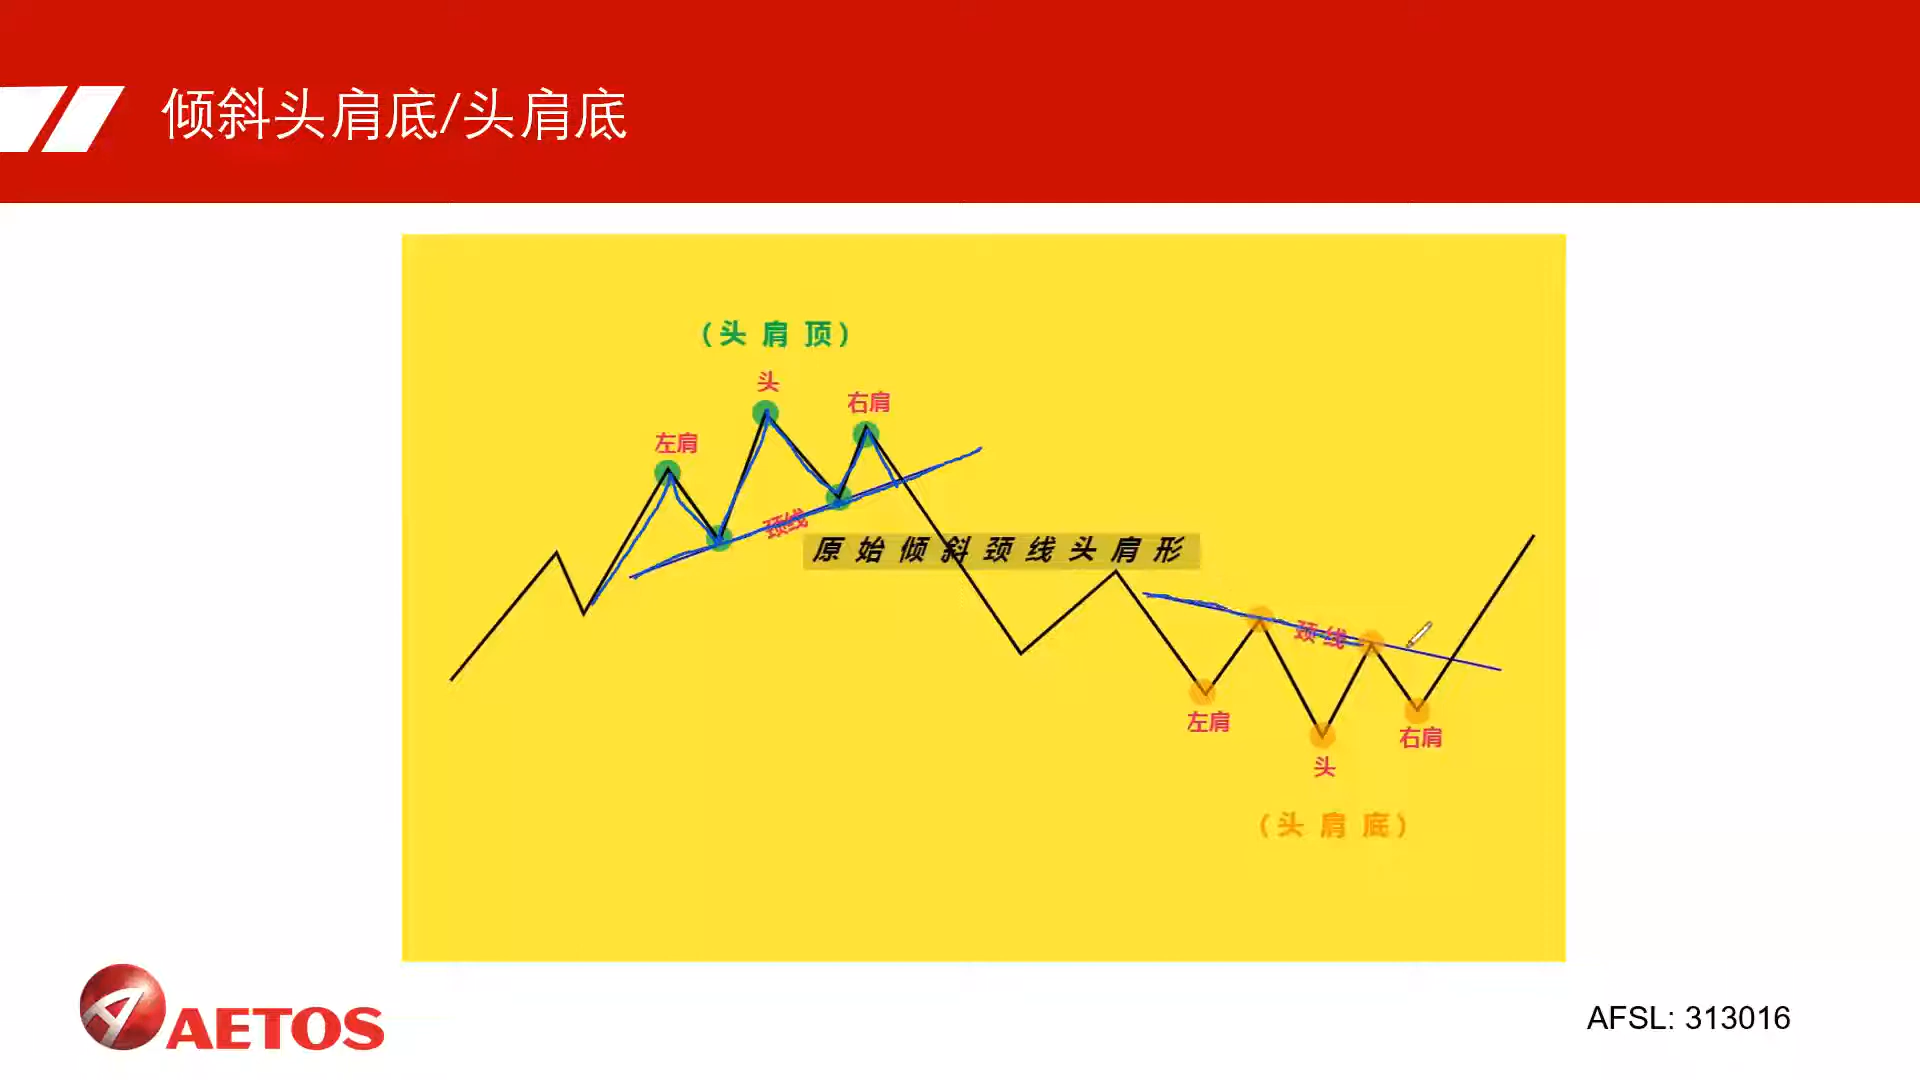 倾斜头肩底/头肩底
(头肩顶)
头
右肩
左肩
颈线
原始倾斜颈线头肩形
颈线
左肩
右肩
头
(头肩底)
AETOS
AFSL: 313016